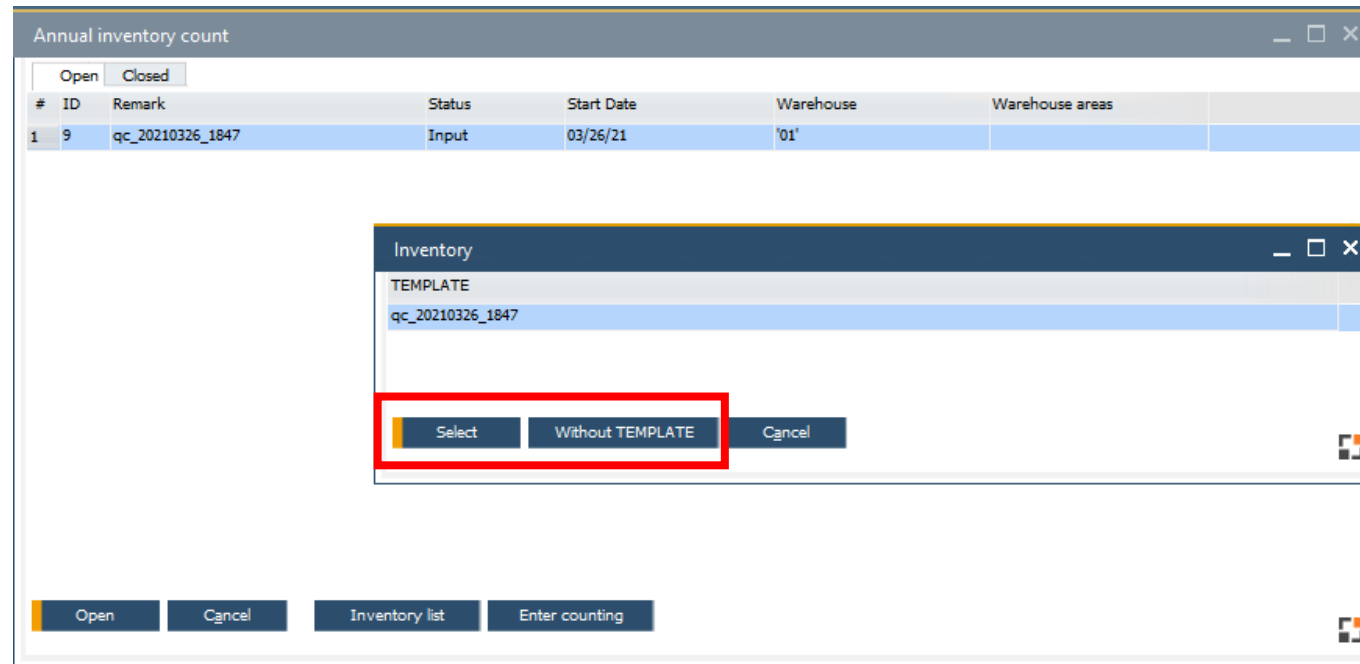 Annual inventory count
Open Closed
# ID Remark Status Start Date Warehouse Warehouse areas
1 9 qc_20210326_1847 Input 03/26/21 '01'
Inventory
TEMPLATE
qc_20210326_1847
Select Without TEMPLATE Cancel
Open Cancel Inventory list Enter counting